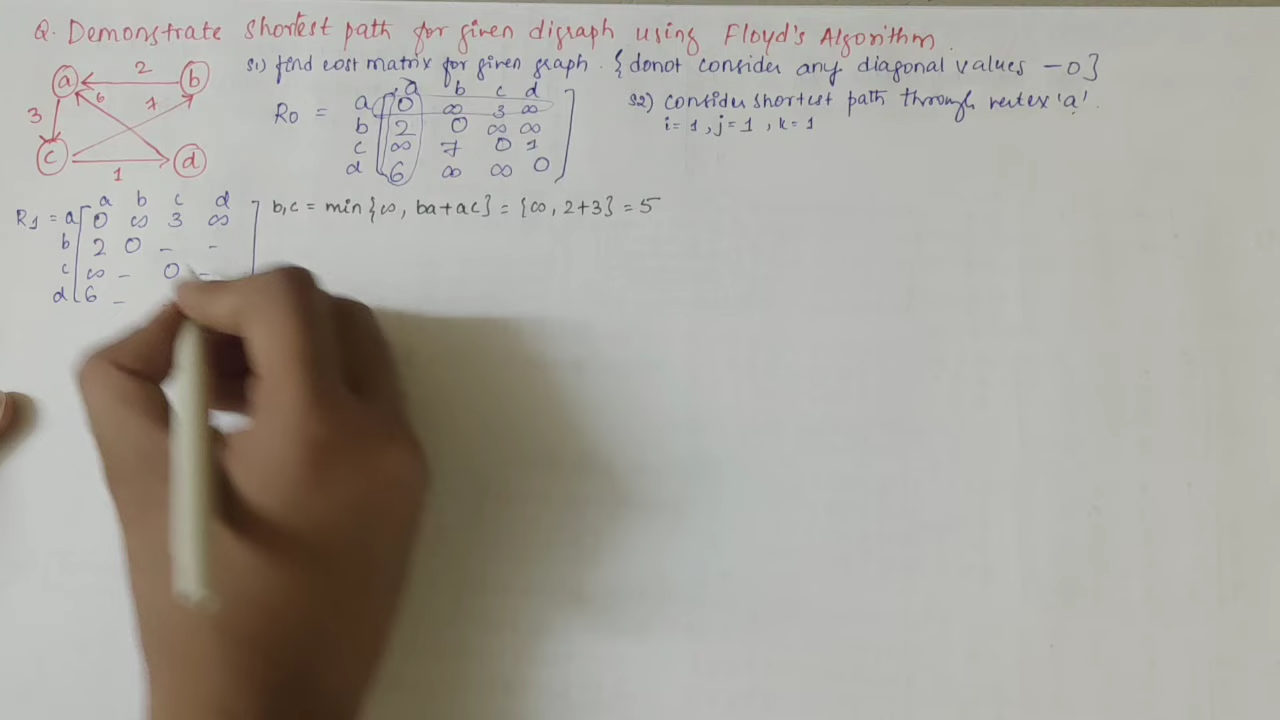 Q. Demonstrate shortest path for given digraph using Floyd's Algorithm.
S1) find cost matrix for given graph. {donot consider any diagonal values -0}
S2) consider shortest path through vertex 'a'.
i=1, j=1, k=1
a 2 b
3 6 7
c 1 d
a b c d
R0 = a 0 ∞ 3 ∞
b 2 0 ∞ ∞
c ∞ 7 0 1
d 6 ∞ ∞ 0
a b c d
R1 = a 0 ∞ 3 ∞
b 2 0 - -
c ∞ - 0 -
d 6 -
b,c = min{∞, ba+ac} = {∞, 2+3} = 5